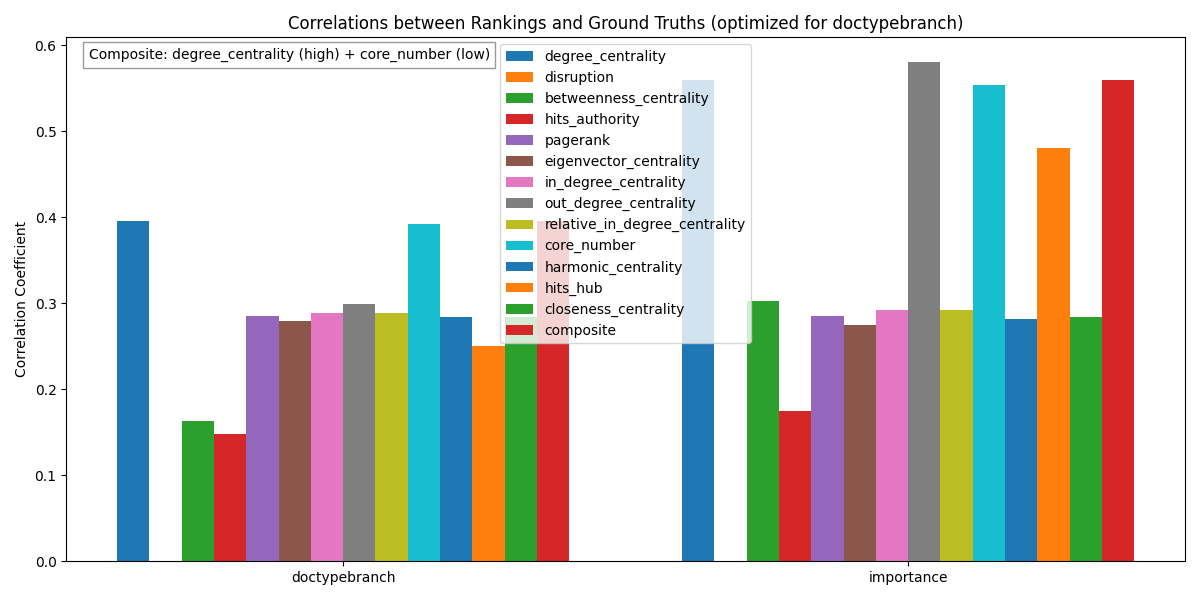 Correlations between Rankings and Ground Truths (optimized for doctypebranch)
Composite: degree_centrality (high) + core_number (low)
degree_centrality
disruption
betweenness_centrality
hits_authority
pagerank
eigenvector_centrality
in_degree_centrality
out_degree_centrality
relative_in_degree_centrality
core_number
harmonic_centrality
hits_hub
closeness_centrality
composite
Correlation Coefficient
0.6
0.5
0.4
0.3
0.2
0.1
0.0
doctypebranch
importance